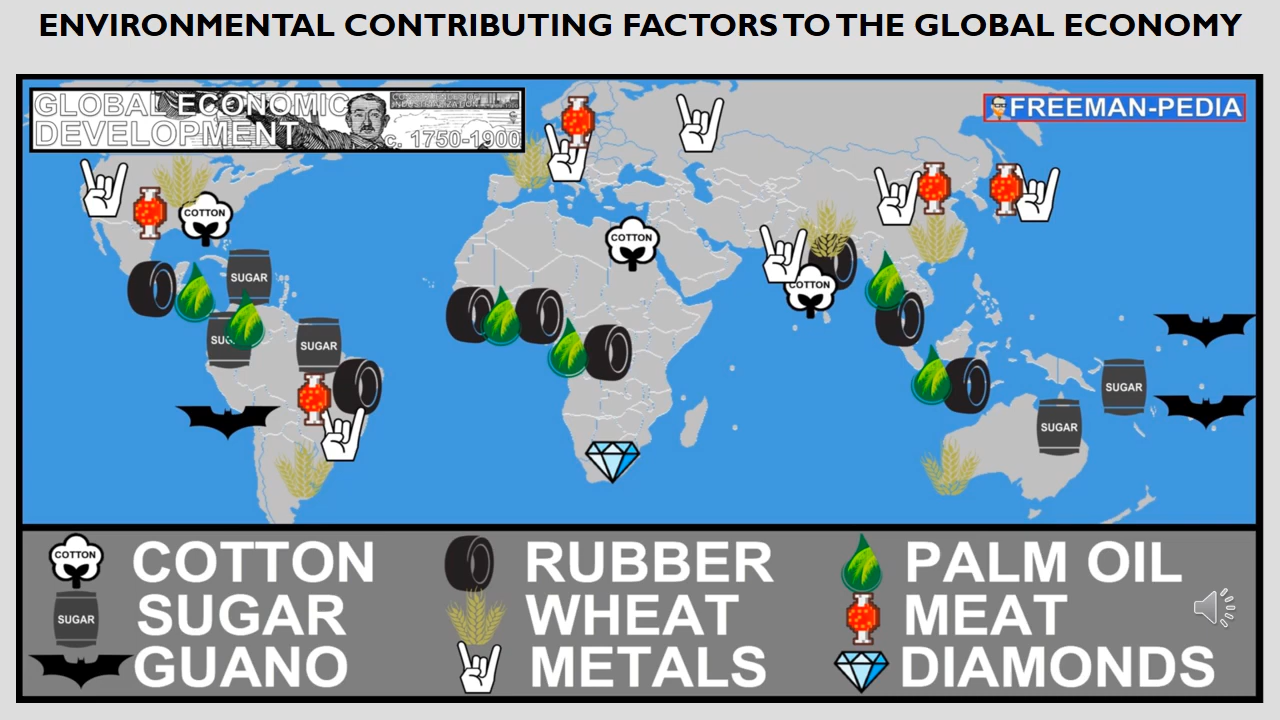 ENVIRONMENTAL CONTRIBUTING FACTORS TO THE GLOBAL ECONOMY
GLOBAL ECONOMIC
DEVELOPMENT
c. 1750-1900
FREEMAN-PEDIA
COTTON
COTTON
SUGAR
COTTON
SUGAR
SUGAR
SUGAR
SUGAR
COTTON
COTTON
RUBBER
PALM OIL
SUGAR
SUGAR
WHEAT
MEAT
GUANO
METALS
DIAMONDS